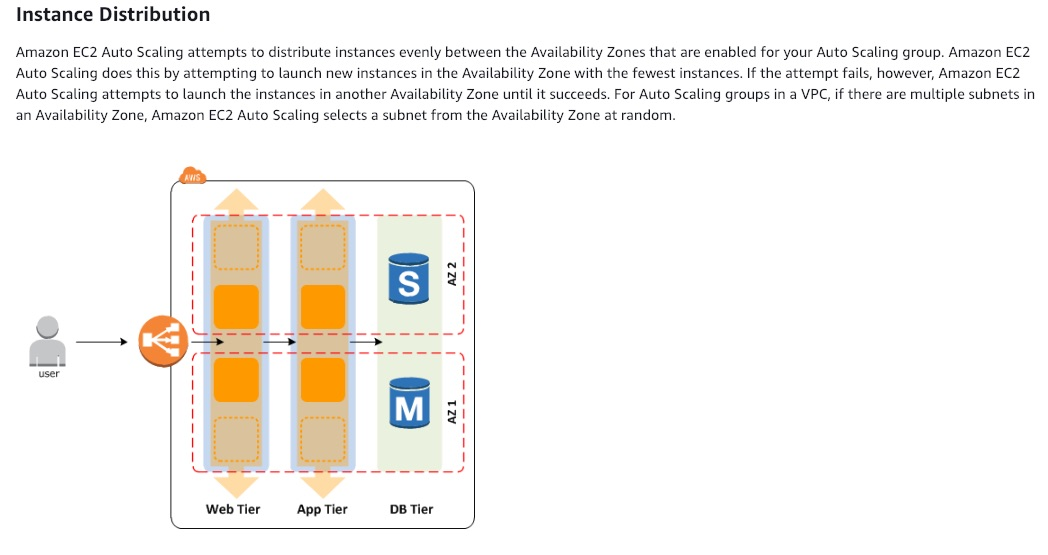 Instance Distribution
Amazon EC2 Auto Scaling attempts to distribute instances evenly between the Availability Zones that are enabled for your Auto Scaling group. Amazon EC2
Auto Scaling does this by attempting to launch new instances in the Availability Zone with the fewest instances. If the attempt fails, however, Amazon EC2
Auto Scaling attempts to launch the instances in another Availability Zone until it succeeds. For Auto Scaling groups in a VPC, if there are multiple subnets in
an Availability Zone, Amazon EC2 Auto Scaling selects a subnet from the Availability Zone at random.
AWS
S
AZ 2
user
M
AZ 1
Web Tier
App Tier
DB Tier